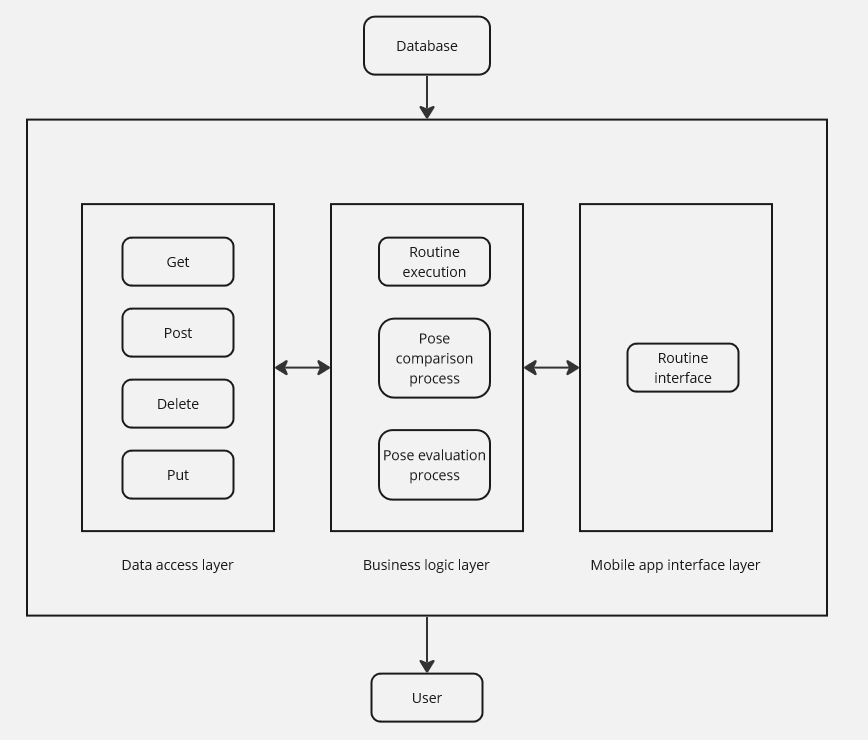 Database
Get
Post
Delete
Put
Routine
execution
Pose
comparison
process
Pose evaluation
process
Routine
interface
Data access layer
Business logic layer
Mobile app interface layer
User